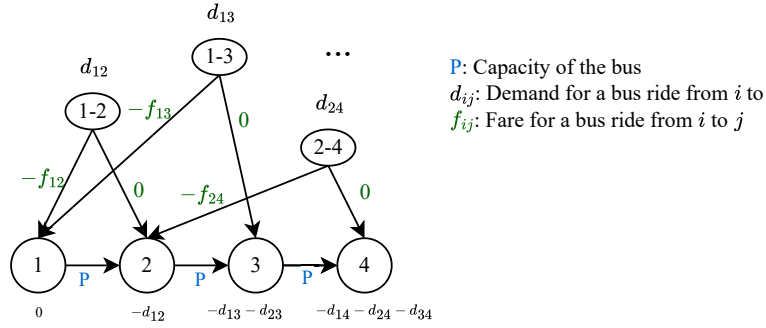 d₁₃
1-3
...
d₁₂
1-2
−f₁₃
0
d₂₄
2-4
−f₁₂
0
−f₂₄
0
1
2
3
4
P
P
P
0
−d₁₂
−d₁₃ − d₂₃
−d₁₄ − d₂₄ − d₃₄
P: Capacity of the bus
dᵢⱼ: Demand for a bus ride from i to
fᵢⱼ: Fare for a bus ride from i to j